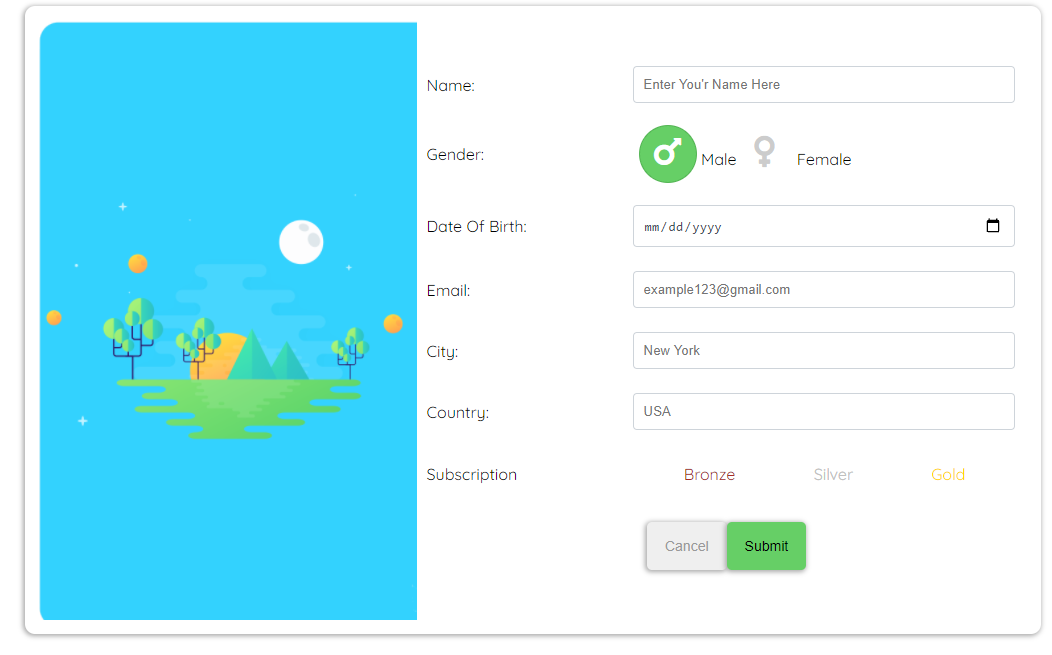 Name: Enter You'r Name Here
Gender: Male Female
Date Of Birth: mm/dd/yyyy
Email: example123@gmail.com
City: New York
Country: USA
Subscription Bronze Silver Gold
Cancel Submit